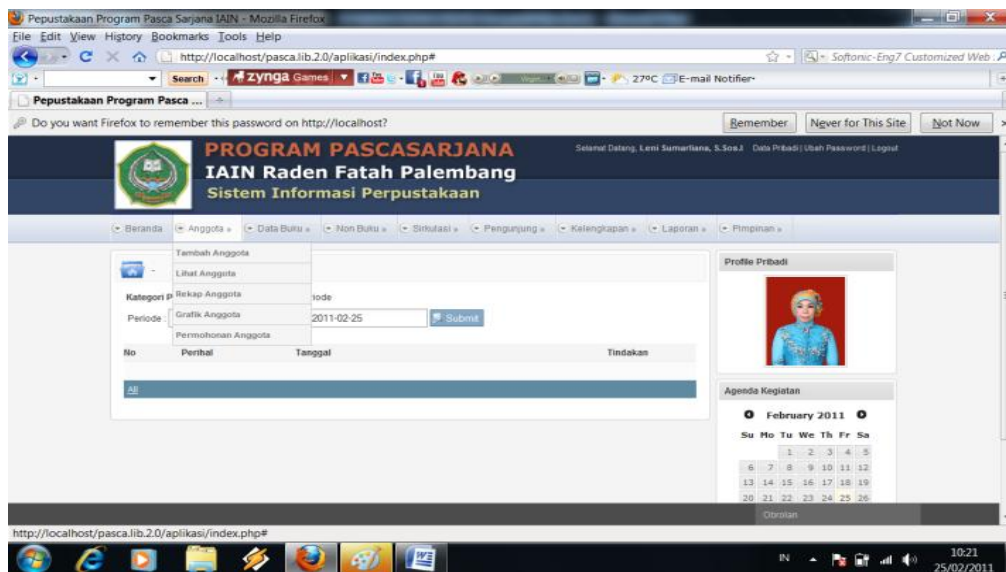 Pepustakaan Program Pasca Sarjana IAIN - Mozilla Firefox
File Edit View History Bookmarks Tools Help
http://localhost/pasca.lib.2.0/aplikasi/index.php#
Softonic-Eng7 Customized Web
Search zynga Games 27ºC E-mail Notifier
Pepustakaan Program Pasca ...
Do you want Firefox to remember this password on http://localhost?
Remember Never for This Site Not Now
PROGRAM PASCASARJANA
IAIN Raden Fatah Palembang
Sistem Informasi Perpustakaan
Selamat Datang, Leni Sumarliana, S.Sos.I Data Pribadi | Ubah Password | Logout
Beranda Anggota » Data Buku » Non Buku » Sirkulasi » Pengunjung » Kelengkapan » Laporan » Pimpinan »
Tambah Anggota
Lihat Anggota
Rekap Anggota
Grafik Anggota
Permohonan Anggota
-
Kategori P iode
Periode : 2011-02-25 Submit
No Perihal Tanggal Tindakan
All
Profile Pribadi
Agenda Kegiatan
February 2011
Su Mo Tu We Th Fr Sa
1 2 3 4 5
6 7 8 9 10 11 12
13 14 15 16 17 18 19
20 21 22 23 24 25 26
Obrolan
http://localhost/pasca.lib.2.0/aplikasi/index.php#
IN 10:21
25/02/2011